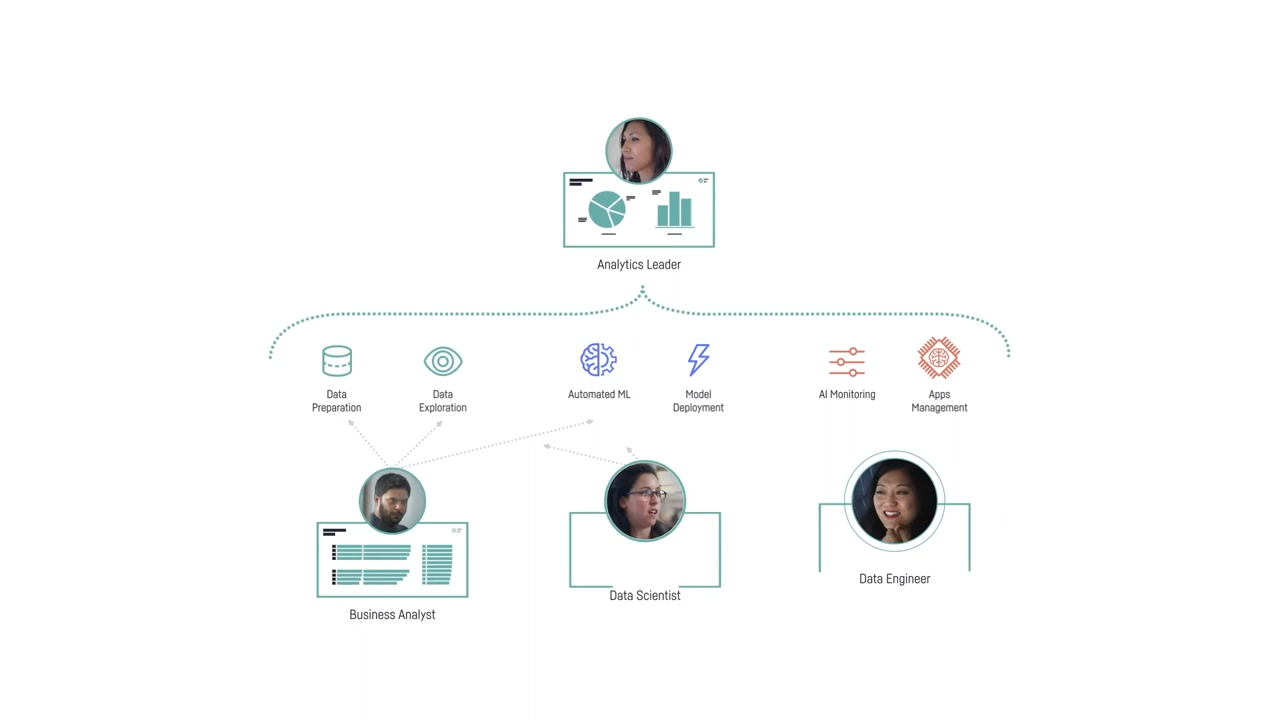 Analytics Leader
Data
Preparation
Data
Exploration
Automated ML
Model
Deployment
AI Monitoring
Apps
Management
Business Analyst
Data Scientist
Data Engineer